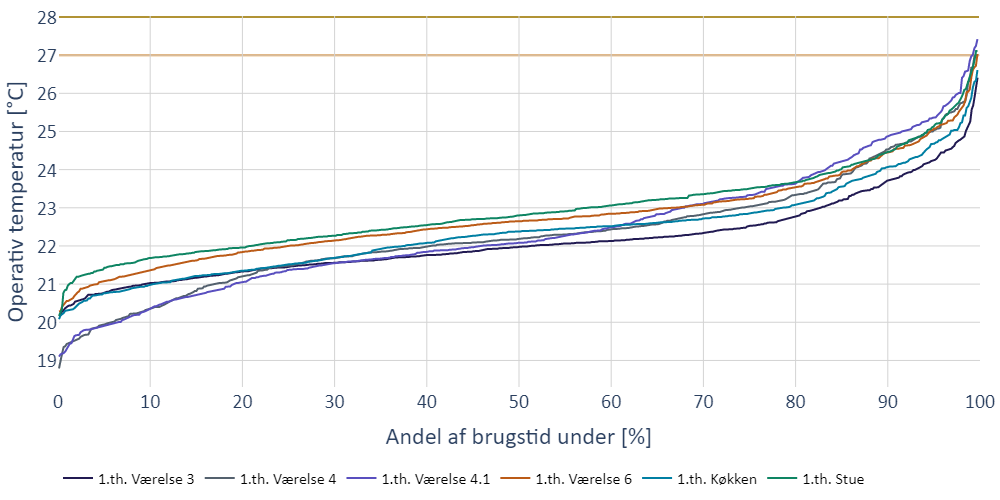 Operativ temperatur [°C]
28
27
26
25
24
23
22
21
20
19
0 10 20 30 40 50 60 70 80 90 100
Andel af brugstid under [%]
1.th. Værelse 3 1.th. Værelse 4 1.th. Værelse 4.1 1.th. Værelse 6 1.th. Køkken 1.th. Stue